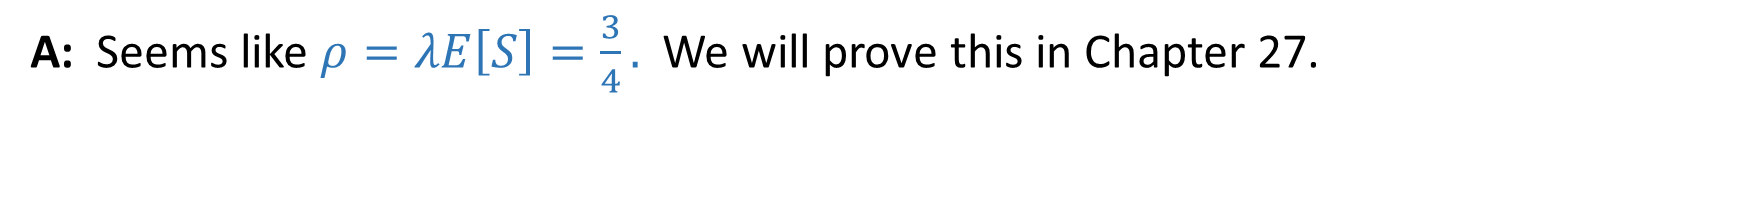 A: Seems like ρ = λE[S] = 3/4. We will prove this in Chapter 27.